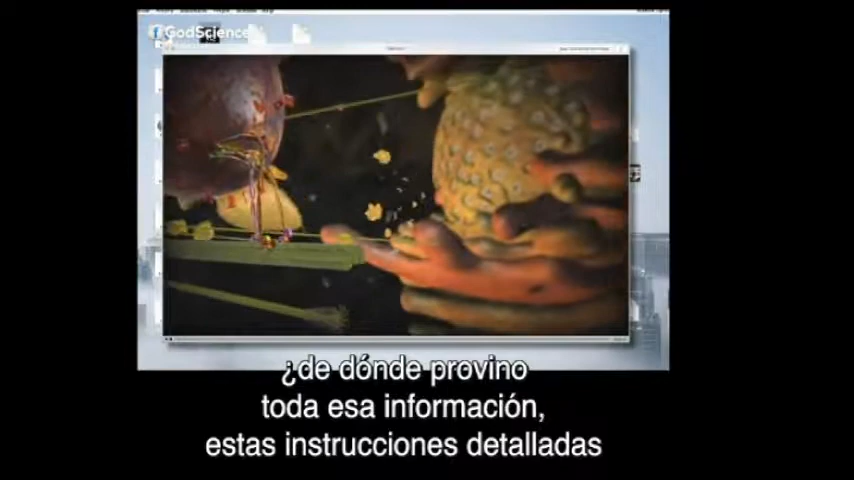 GodScience
¿de dónde provino
toda esa información,
estas instrucciones detalladas